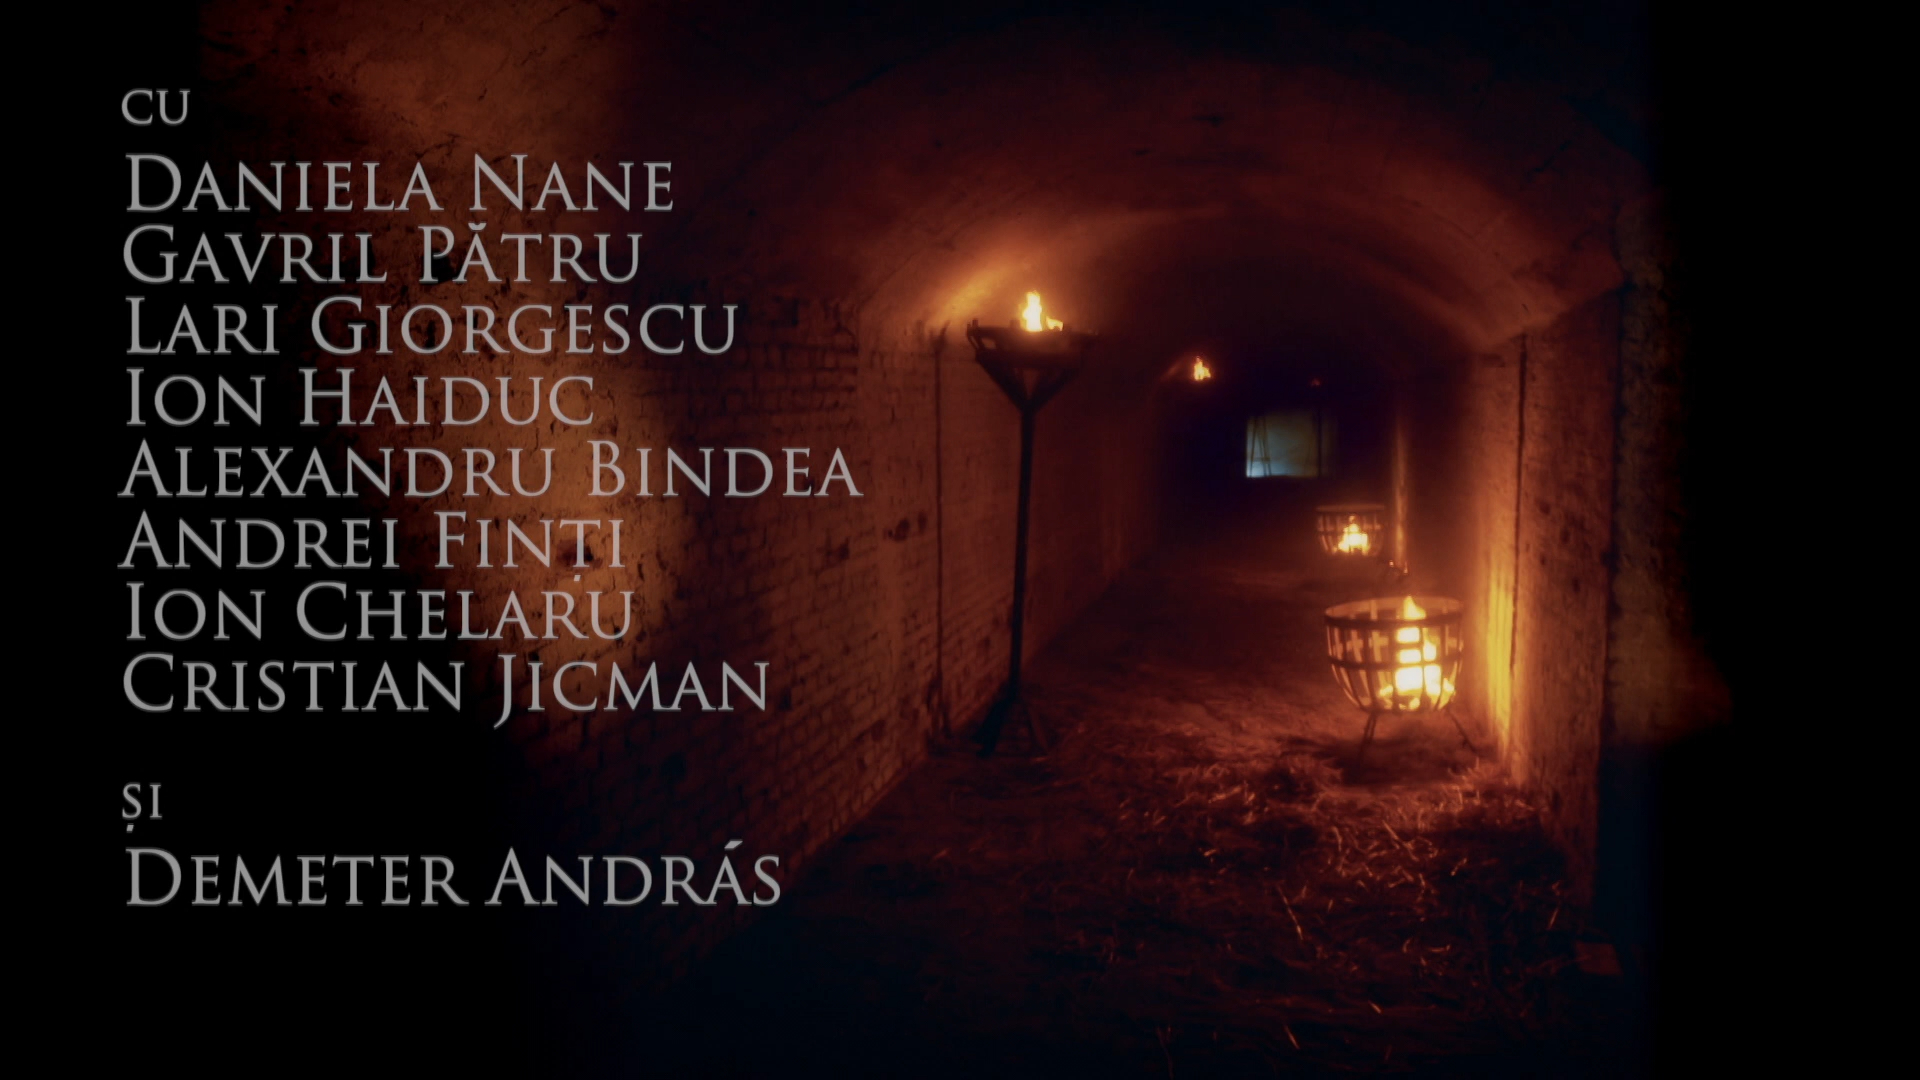 CU
DANIELA NANE
GAVRIL PĂTRU
LARI GIORGESCU
ION HAIDUC
ALEXANDRU BINDEA
ANDREI FINȚI
ION CHELARU
CRISTIAN JICMAN
ȘI
DEMETER ANDRÁS